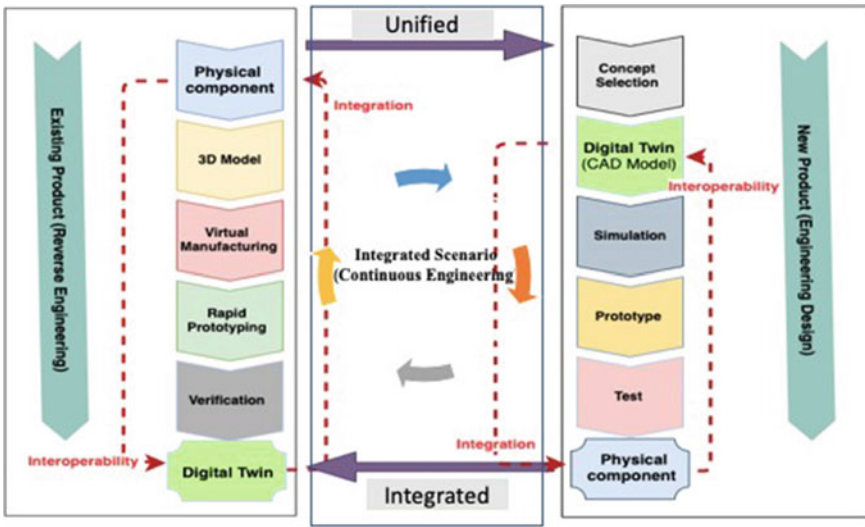 Existing Product (Reverse Engineering)
Physical
component
3D Model
Virtual
Manufacturing
Rapid
Prototyping
Verification
Interoperability
Digital Twin
Unified
Integration
Integrated Scenario
(Continuous Engineering
Integration
Integrated
Concept
Selection
Digital Twin
(CAD Model)
Interoperability
Simulation
Prototype
Test
Physical
component
New Product (Engineering Design)